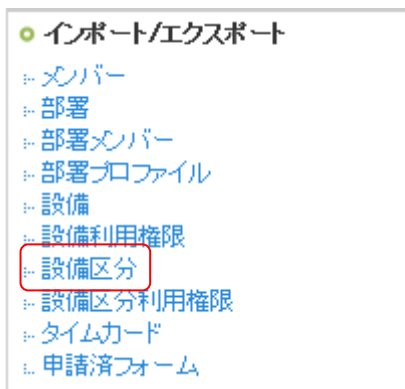 インポート/エクスポート
メンバー
部署
部署メンバー
部署プロファイル
設備
設備利用権限
設備区分
設備区分利用権限
タイムカード
申請済フォーム